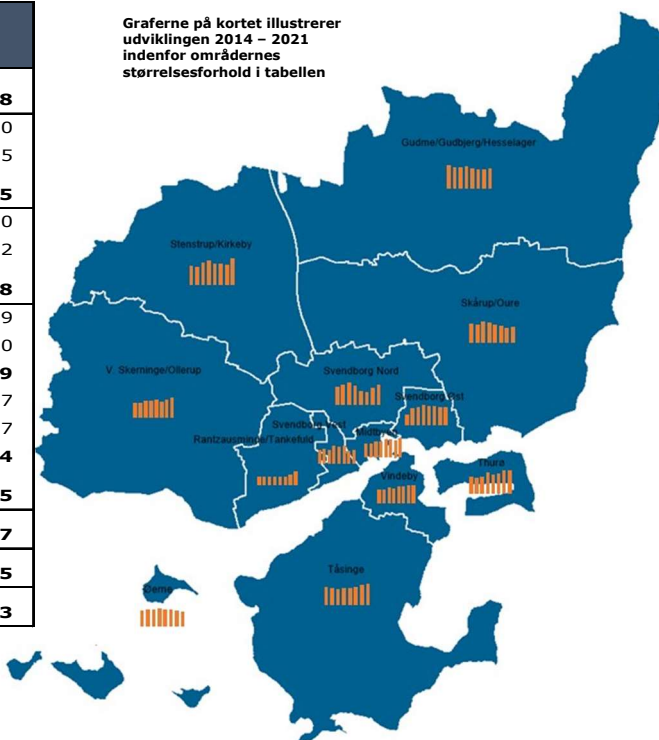 Graferne på kortet illustrerer
udviklingen 2014 – 2021
indenfor områdernes
størrelsesforhold i tabellen
8
0
5
5
0
2
8
9
0
9
7
7
4
5
7
5
3
Gudme/Gudbjerg/Hesselager
Stenstrup/Kirkeby
Skårup/Oure
V. Skerninge/Ollerup
Svendborg Nord
Svendborg Øst
Svendborg Vest
Midtbyen
Rantzausminde/Tankefuld
Thurø
Vindeby
Tåsinge
Øerne